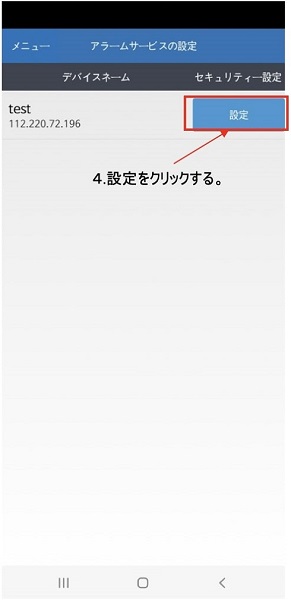 メニュー アラームサービスの設定
デバイスネーム セキュリティー設定
test
112.220.72.196
設定
4.設定をクリックする。